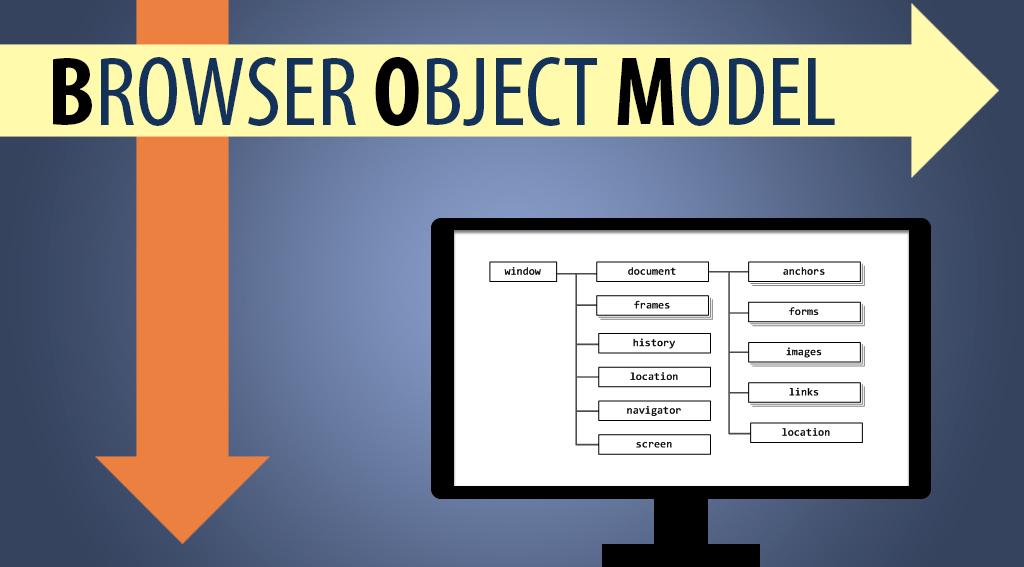 BROWSER OBJECT MODEL
window document anchors
frames forms
history images
location links
navigator location
screen